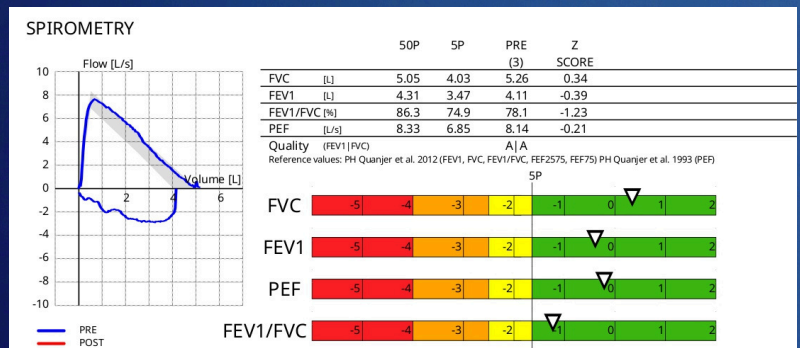 SPIROMETRY
Flow [L/s]
10
8
6
4
2
0
-2
-4
-6
-8
-10
2 4 6
Volume [L]
PRE
POST
50P 5P PRE Z
(3) SCORE
FVC [L] 5.05 4.03 5.26 0.34
FEV1 [L] 4.31 3.47 4.11 -0.39
FEV1/FVC [%] 86.3 74.9 78.1 -1.23
PEF [L/s] 8.33 6.85 8.14 -0.21
Quality (FEV1|FVC) A|A
Reference values: PH Quanjer et al. 2012 (FEV1, FVC, FEV1/FVC, FEF2575, FEF75) PH Quanjer et al. 1993 (PEF)
5P
FVC -5 -4 -3 -2 -1 0 1 2
FEV1 -5 -4 -3 -2 -1 0 1 2
PEF -5 -4 -3 -2 -1 0 1 2
FEV1/FVC -5 -4 -3 -2 -1 0 1 2